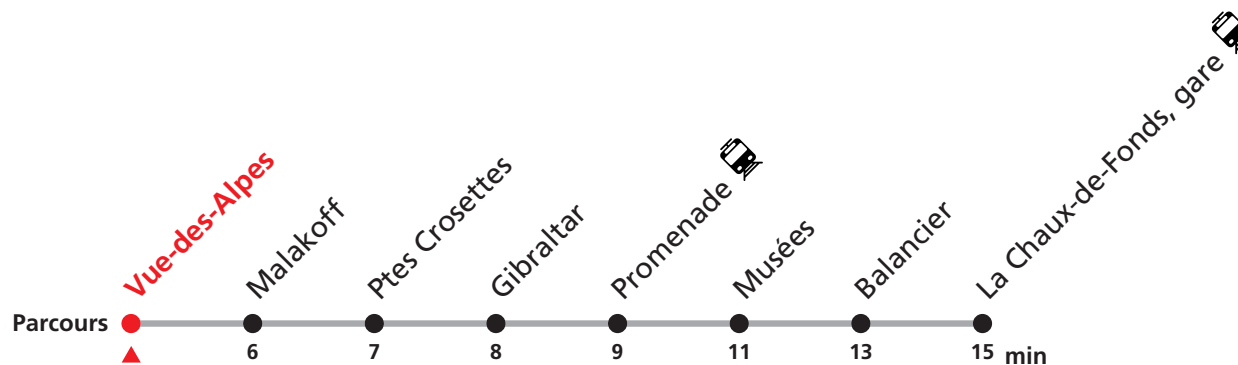 Vue-des-Alpes
Malakoff
Ptes Crosettes
Gibraltar
Promenade
Musées
Balancier
La Chaux-de-Fonds, gare
Parcours
6 7 8 9 11 13 15 min